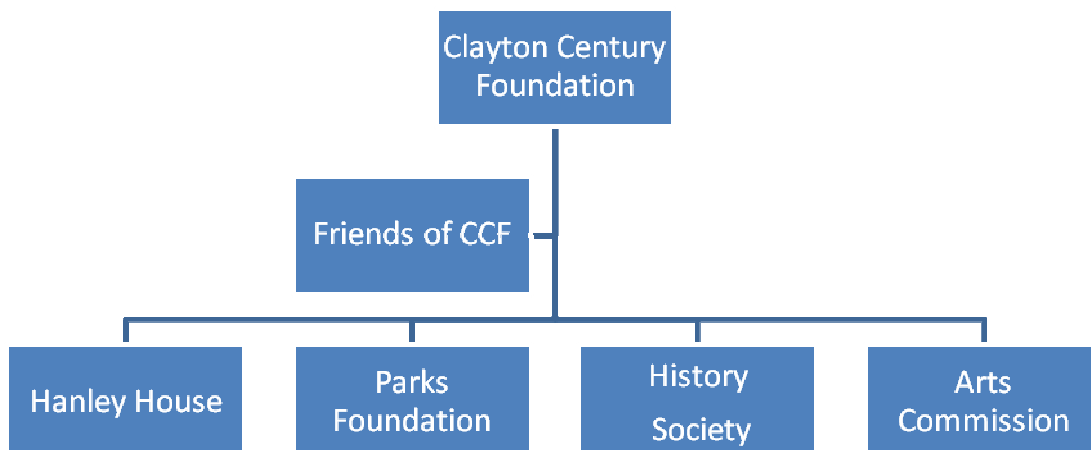 Clayton Century
Foundation
Friends of CCF
Hanley House
Parks
Foundation
History
Society
Arts
Commission